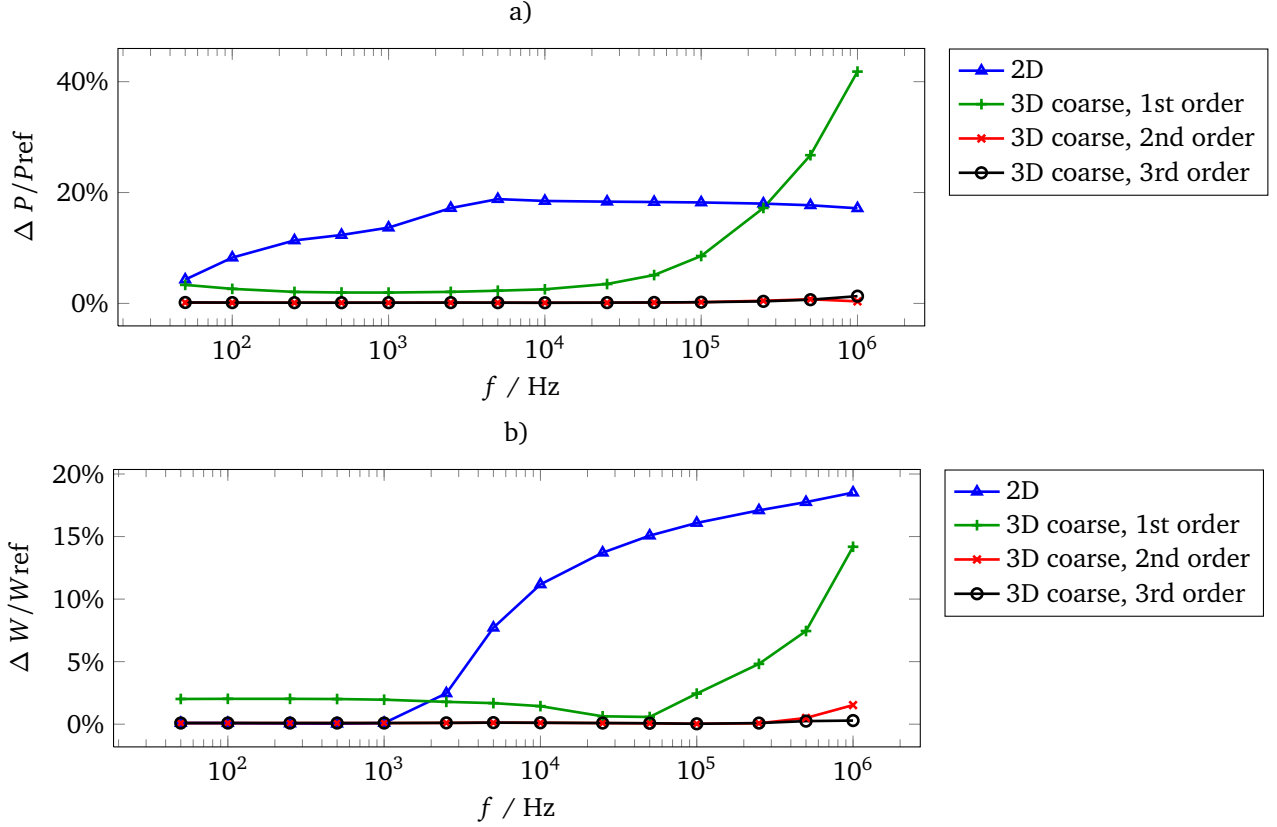 a)
40%
20%
0%
Δ P/Pref
10²
10³
10⁴
10⁵
10⁶
f / Hz
2D
3D coarse, 1st order
3D coarse, 2nd order
3D coarse, 3rd order
b)
20%
15%
10%
5%
0%
Δ W/Wref
10²
10³
10⁴
10⁵
10⁶
f / Hz
2D
3D coarse, 1st order
3D coarse, 2nd order
3D coarse, 3rd order